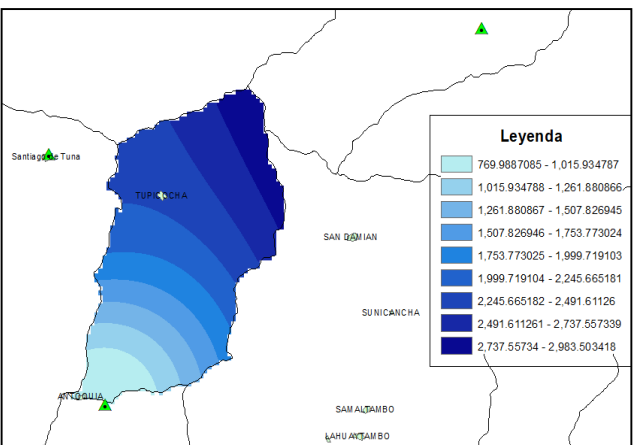 Santiago de Tuna
TUPICOCHA
SAN DAMIAN
SUNICANCHA
ANTIOQUIA
SAMALTAMBO
LAHUAYTAMBO
Leyenda
769.9887085 - 1,015.934787
1,015.934788 - 1,261.880866
1,261.880867 - 1,507.826945
1,507.826946 - 1,753.773024
1,753.773025 - 1,999.719103
1,999.719104 - 2,245.665181
2,245.665182 - 2,491.61126
2,491.611261 - 2,737.557339
2,737.55734 - 2,983.503418